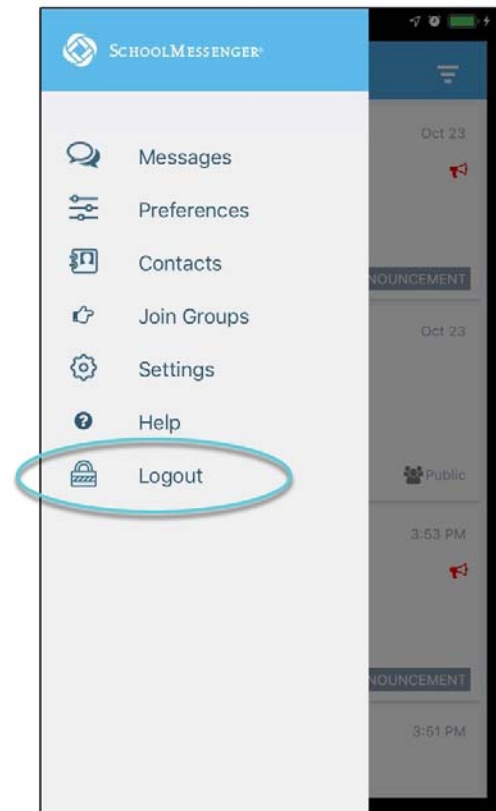 SCHOOLMESSENGER®
Oct 23
Messages
Preferences
Contacts
NOUNCEMENT
Join Groups
Oct 23
Settings
Help
Logout
Public
3:53 PM
NOUNCEMENT
3:51 PM